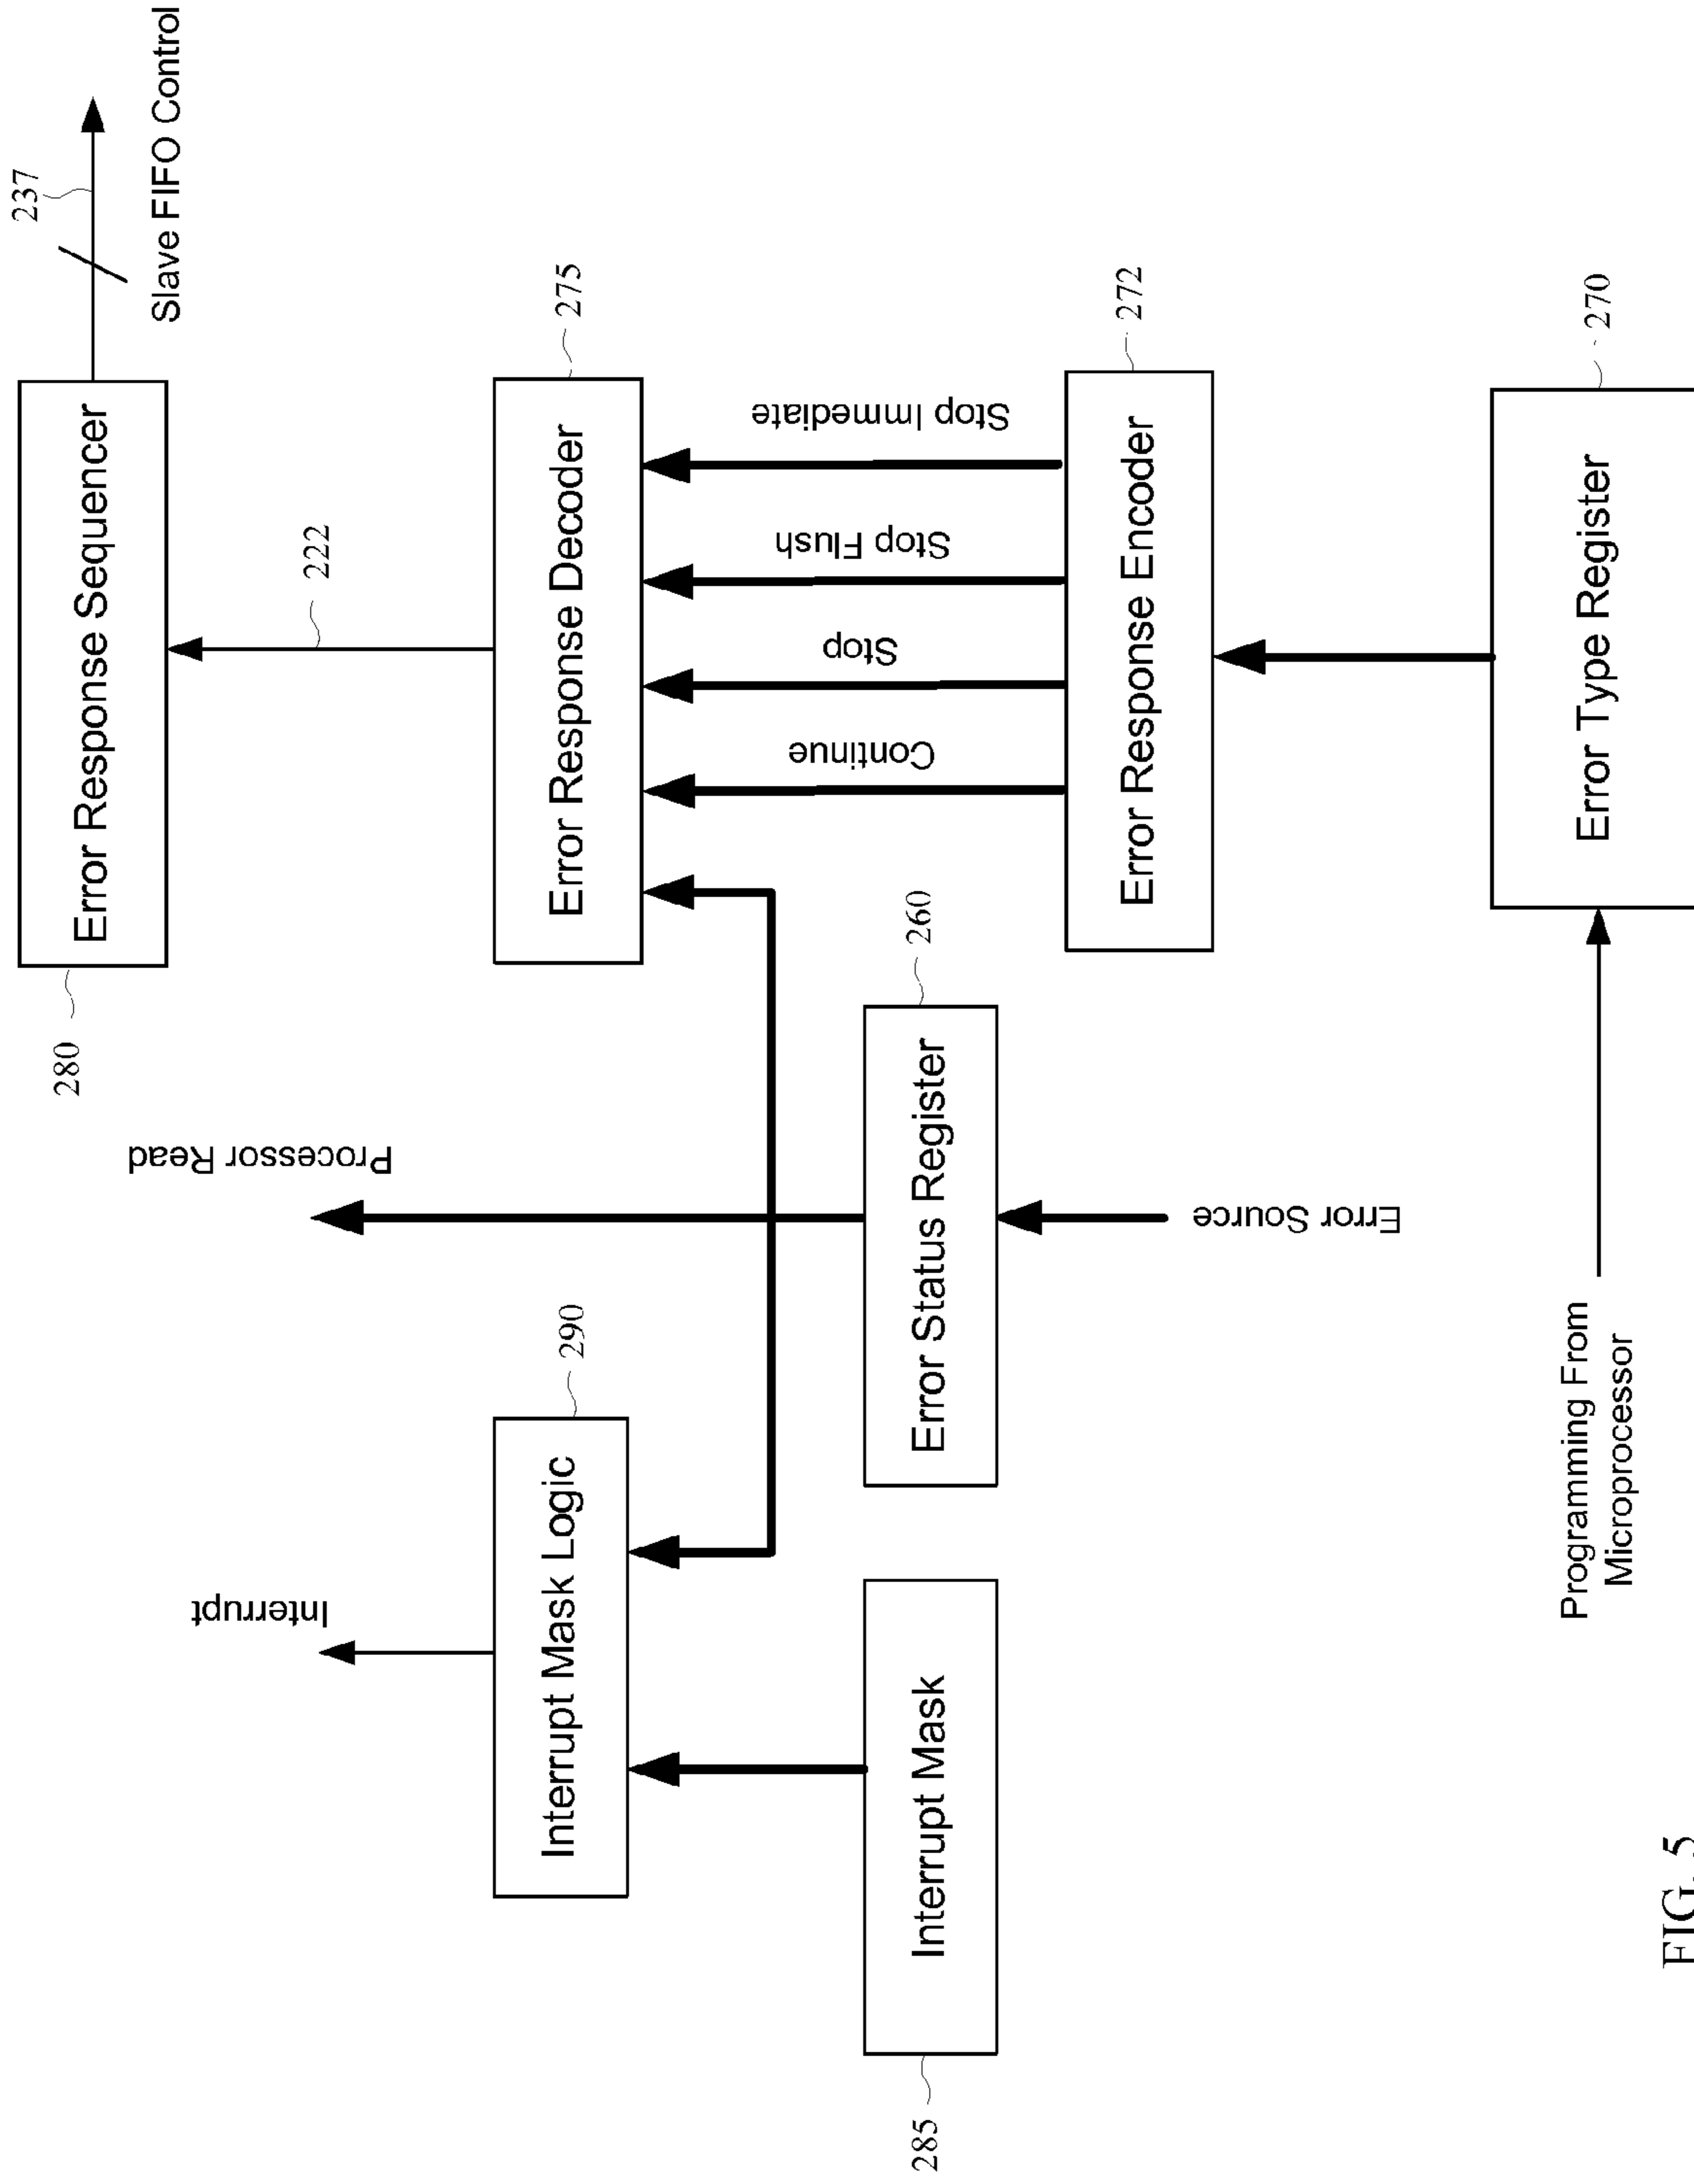 237
Slave FIFO Control
Error Response Sequencer
280
222
Processor Read
Interrupt
Error Response Decoder
275
Interrupt Mask Logic
290
Continue
Stop
Stop Flush
Stop Immediate
Error Status Register
260
Interrupt Mask
285
Error Response Encoder
272
Error Source
Programming From
Microprocessor
Error Type Register
270
FIG. 5